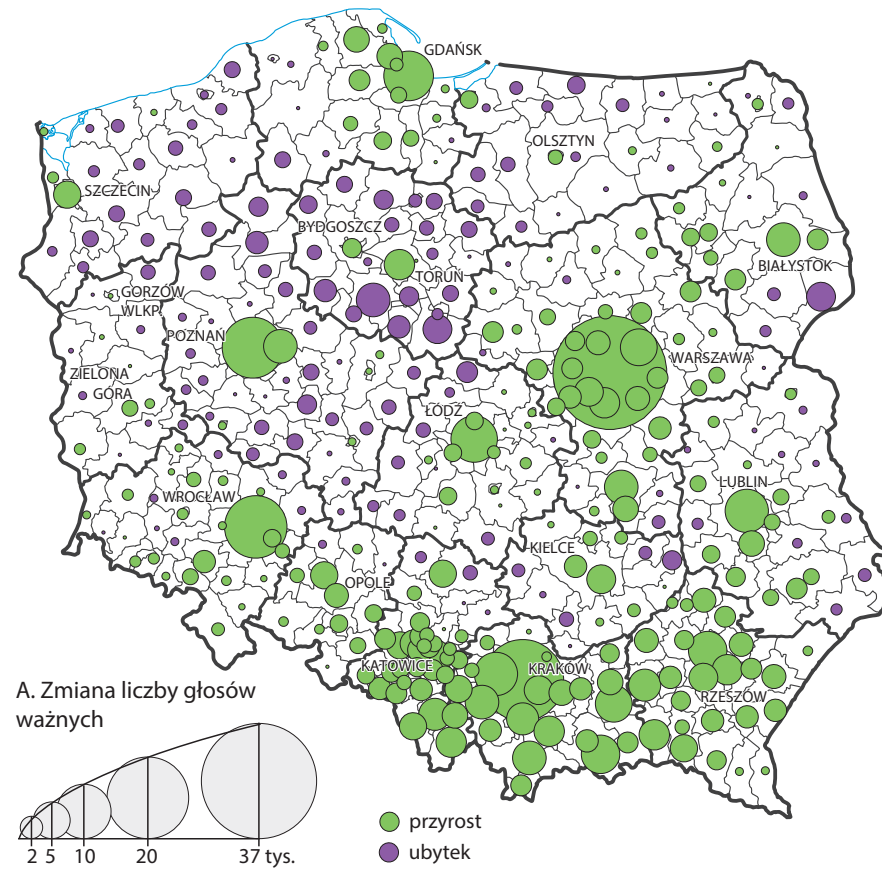 GDAŃSK
OLSZTYN
SZCZECIN
BYDGOSZCZ
TORUŃ
BIAŁYSTOK
GORZÓW
WLKP.
POZNAŃ
WARSZAWA
ZIELONA
GÓRA
ŁÓDŹ
LUBLIN
WROCŁAW
KIELCE
OPOLE
KATOWICE
KRAKÓW
RZESZÓW
A. Zmiana liczby głosów
ważnych
2 5 10 20 37 tys.
przyrost
ubytek